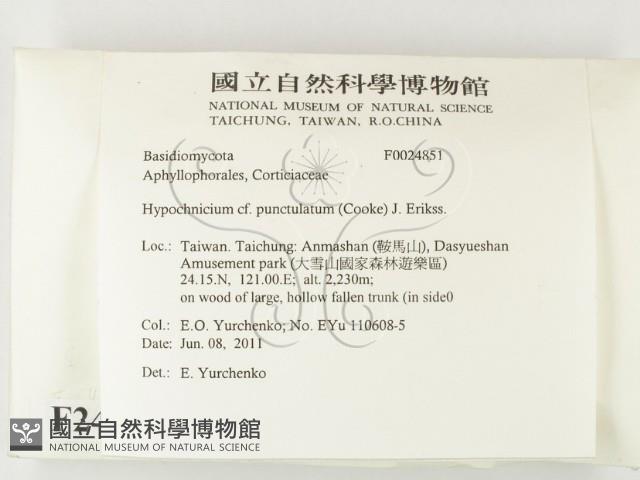 國立自然科學博物館
NATIONAL MUSEUM OF NATURAL SCIENCE
TAICHUNG, TAIWAN, R.O.CHINA
Basidiomycota F0024851
Aphyllophorales, Corticiaceae
Hypochnicium cf. punctulatum (Cooke) J. Erikss.
Loc.: Taiwan. Taichung: Anmashan (鞍馬山), Dasyueshan
Amusement park (大雪山國家森林遊樂區)
24.15.N, 121.00.E; alt. 2,230m;
on wood of large, hollow fallen trunk (in side0
Col.: E.O. Yurchenko; No. EYu 110608-5
Date: Jun. 08, 2011
Det.: E. Yurchenko
國立自然科學博物館
NATIONAL MUSEUM OF NATURAL SCIENCE